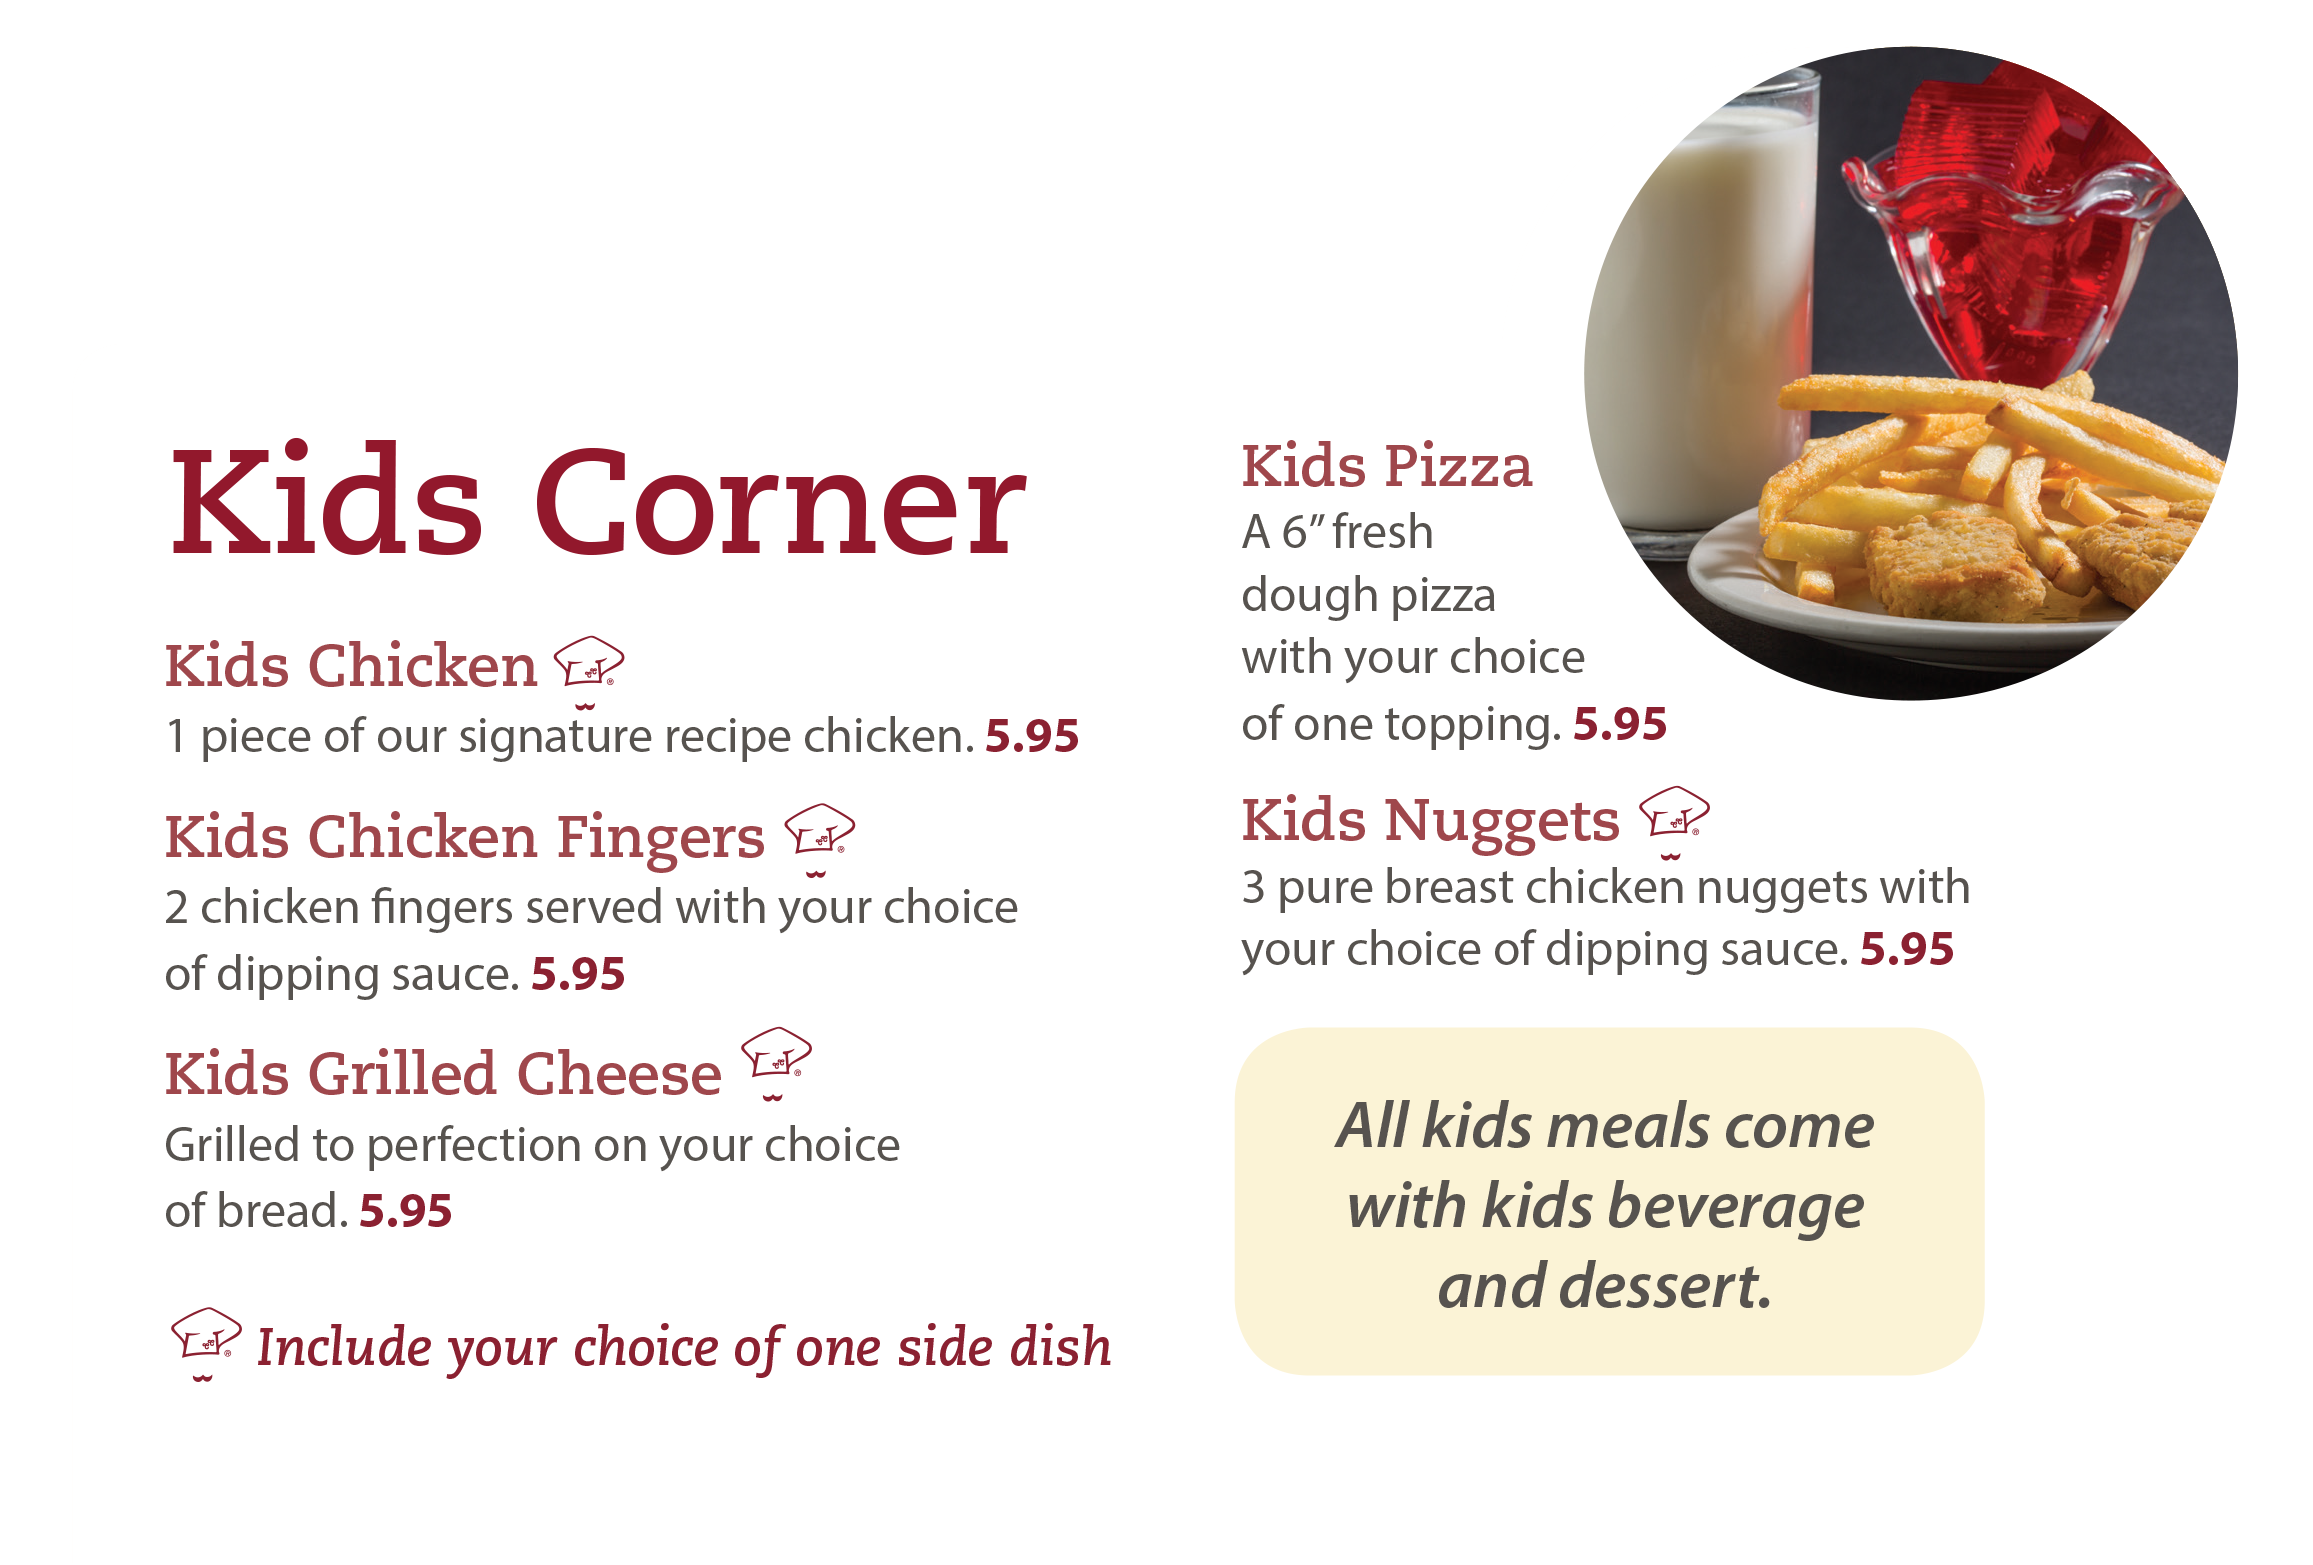 Kids Corner
Kids Chicken
1 piece of our signature recipe chicken. 5.95
Kids Chicken Fingers
2 chicken fingers served with your choice
of dipping sauce. 5.95
Kids Grilled Cheese
Grilled to perfection on your choice
of bread. 5.95
Include your choice of one side dish
Kids Pizza
A 6” fresh
dough pizza
with your choice
of one topping. 5.95
Kids Nuggets
3 pure breast chicken nuggets with
your choice of dipping sauce. 5.95
All kids meals come
with kids beverage
and dessert.